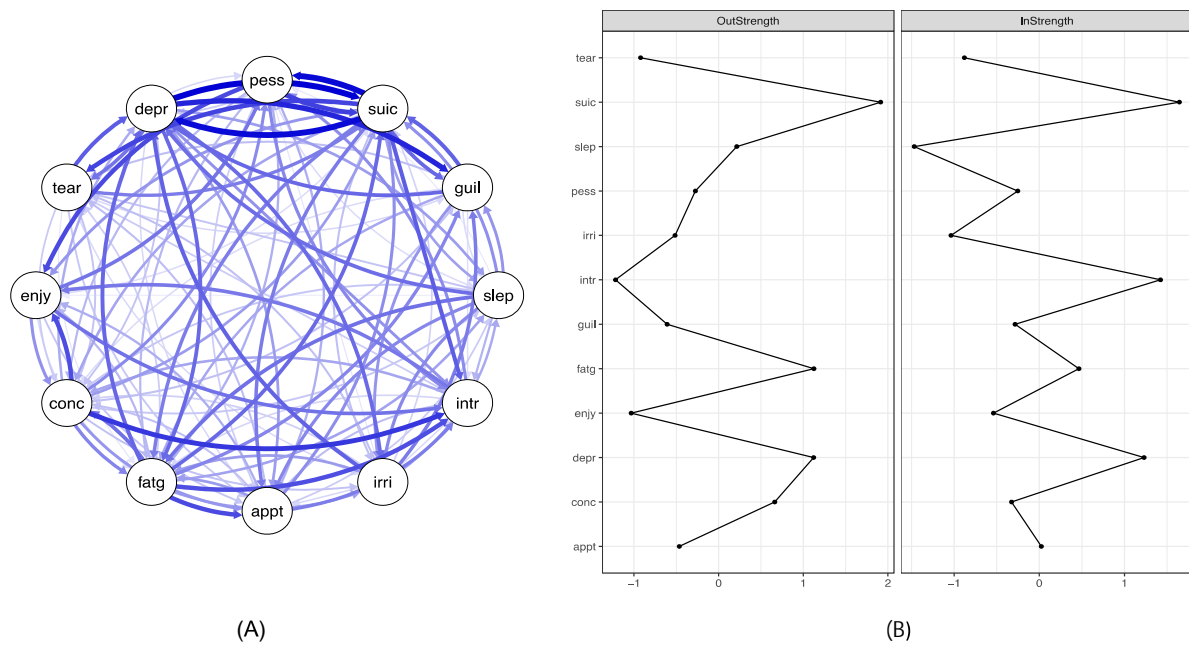 pess
depr
suic
tear
guil
enjy
slep
conc
intr
fatg
irri
appt
(A)
OutStrength InStrength
tear
suic
slep
pess
irri
intr
guil
fatg
enjy
depr
conc
appt
−1 0 1 2 −1 0 1
(B)